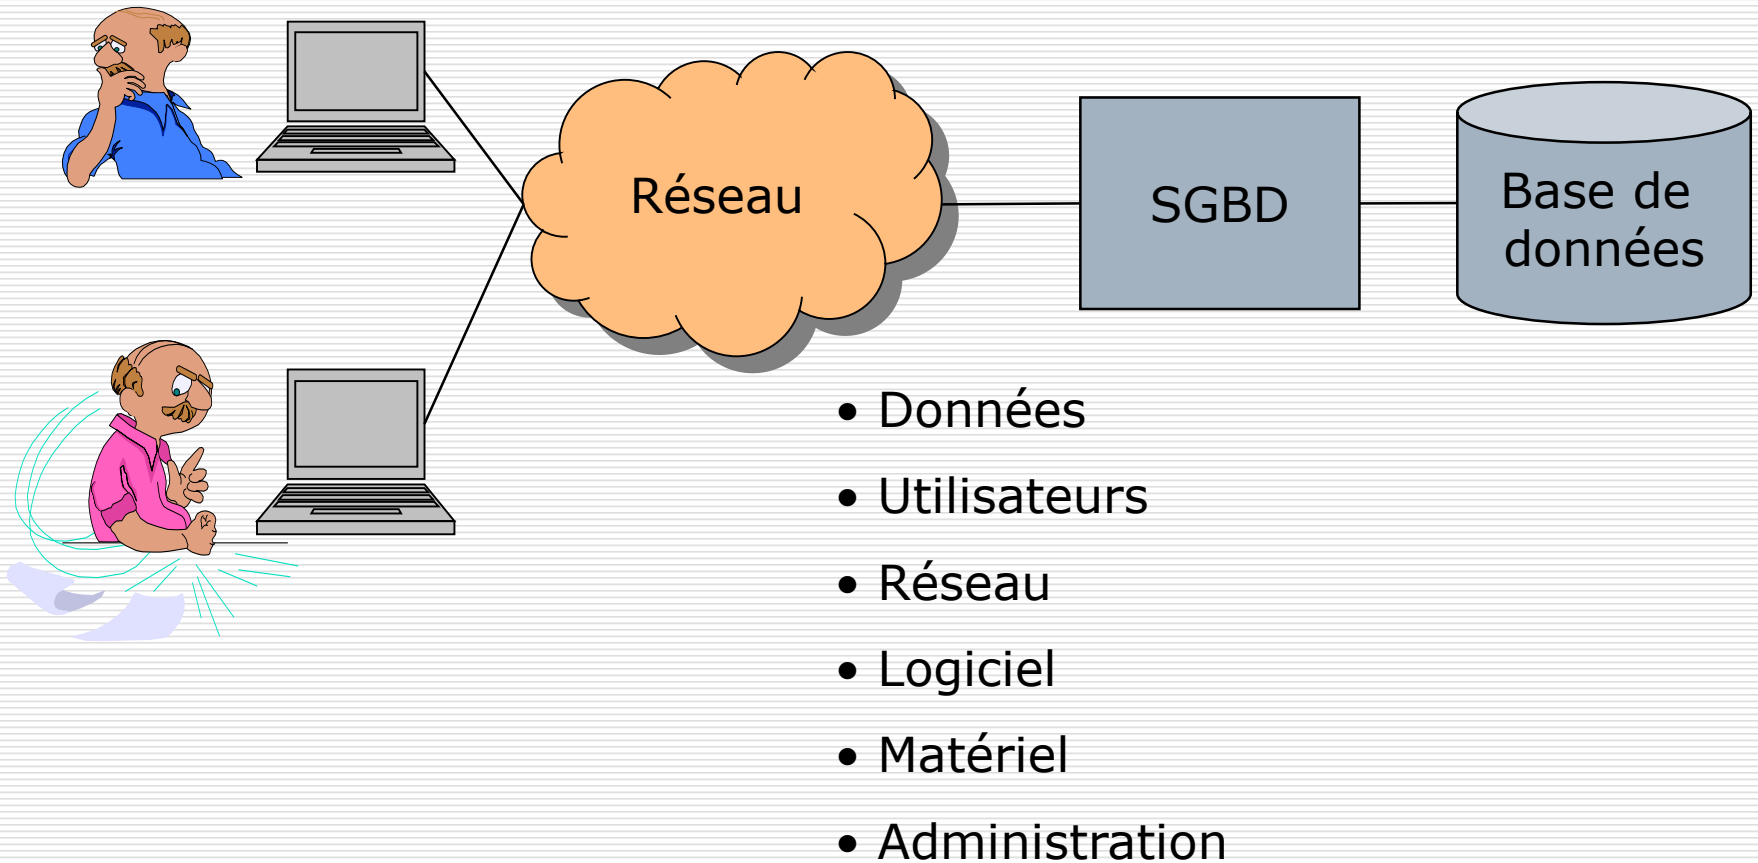 Réseau
SGBD
Base de
données
• Données
• Utilisateurs
• Réseau
• Logiciel
• Matériel
• Administration